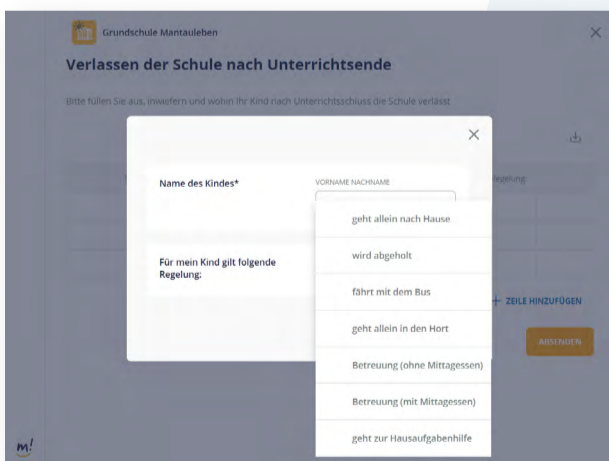 Grundschule Mantauleben
Verlassen der Schule nach Unterrichtsende
Bitte füllen Sie aus, inwiefern und wohin Ihr Kind nach Unterrichtsschluss die Schule verlässt
Regelung
Name des Kindes*
VORNAME NACHNAME
geht allein nach Hause
wird abgeholt
Für mein Kind gilt folgende
Regelung:
fährt mit dem Bus
+ ZEILE HINZUFÜGEN
geht allein in den Hort
ABSENDEN
Betreuung (ohne Mittagessen)
Betreuung (mit Mittagessen)
geht zur Hausaufgabenhilfe
m!